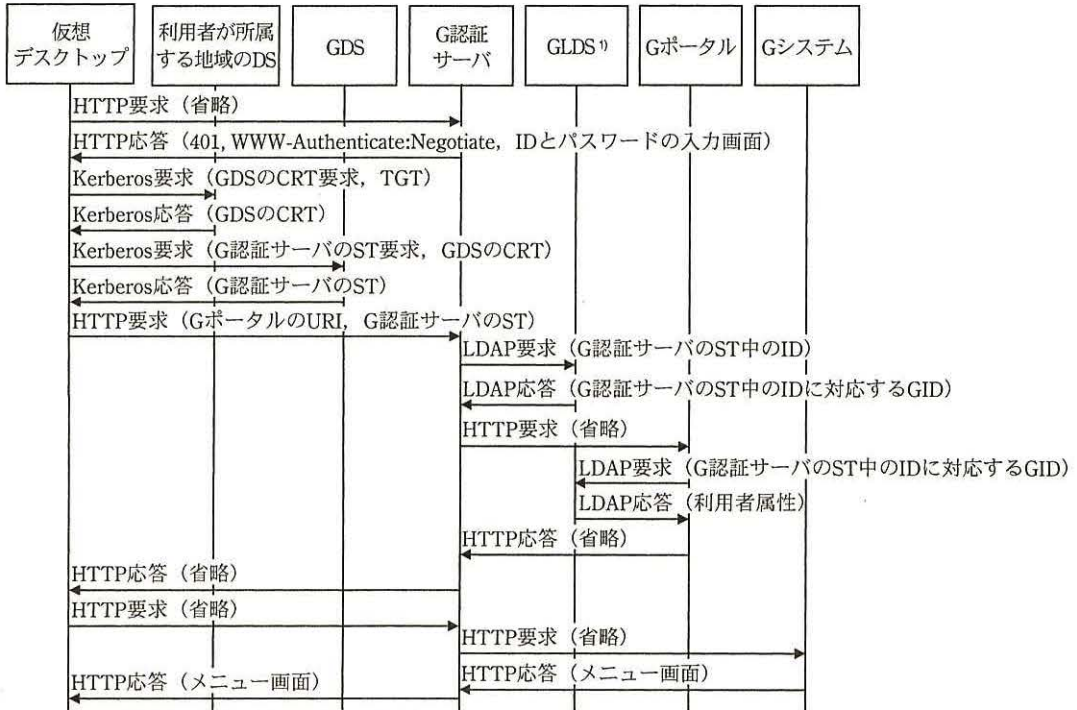 仮想
デスクトップ
利用者が所属
する地域のDS
GDS
G認証
サーバ
GLDS 1)
Gポータル
Gシステム
HTTP要求（省略）
HTTP応答（401, WWW-Authenticate:Negotiate，IDとパスワードの入力画面）
Kerberos要求（GDSのCRT要求，TGT）
Kerberos応答（GDSのCRT）
Kerberos要求（G認証サーバのST要求，GDSのCRT）
Kerberos応答（G認証サーバのST）
HTTP要求（GポータルのURI，G認証サーバのST）
LDAP要求（G認証サーバのST中のID）
LDAP応答（G認証サーバのST中のIDに対応するGID）
HTTP要求（省略）
LDAP要求（G認証サーバのST中のIDに対応するGID）
LDAP応答（利用者属性）
HTTP応答（省略）
HTTP応答（省略）
HTTP要求（省略）
HTTP要求（省略）
HTTP応答（メニュー画面）
HTTP応答（メニュー画面）